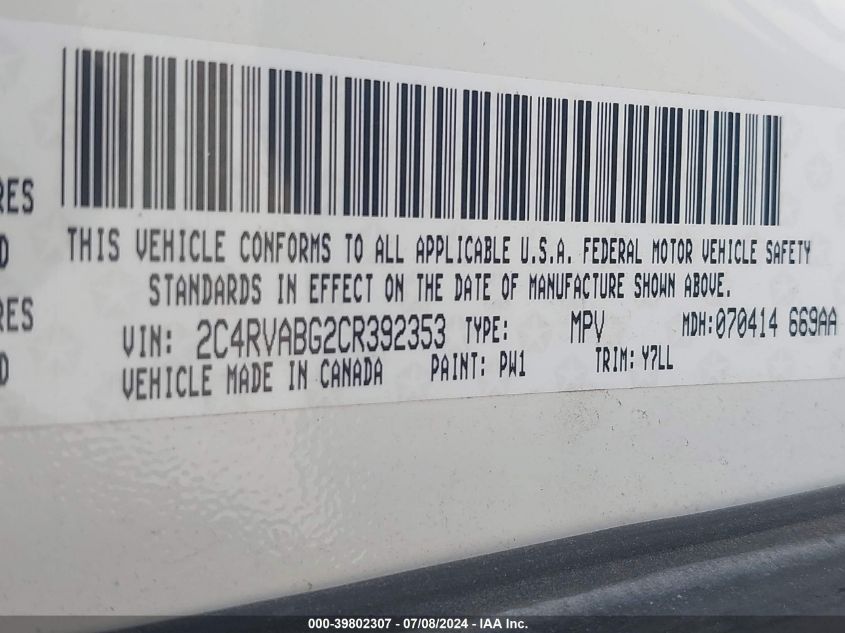 RES
D
RES
D
THIS VEHICLE CONFORMS TO ALL APPLICABLE U.S.A. FEDERAL MOTOR VEHICLE SAFETY
STANDARDS IN EFFECT ON THE DATE OF MANUFACTURE SHOWN ABOVE.
VIN: 2C4RVABG2CR392353 TYPE: MPV MDH:070414 669AA
VEHICLE MADE IN CANADA PAINT: PW1 TRIM: Y7LL
000-39802307 - 07/08/2024 - IAA Inc.